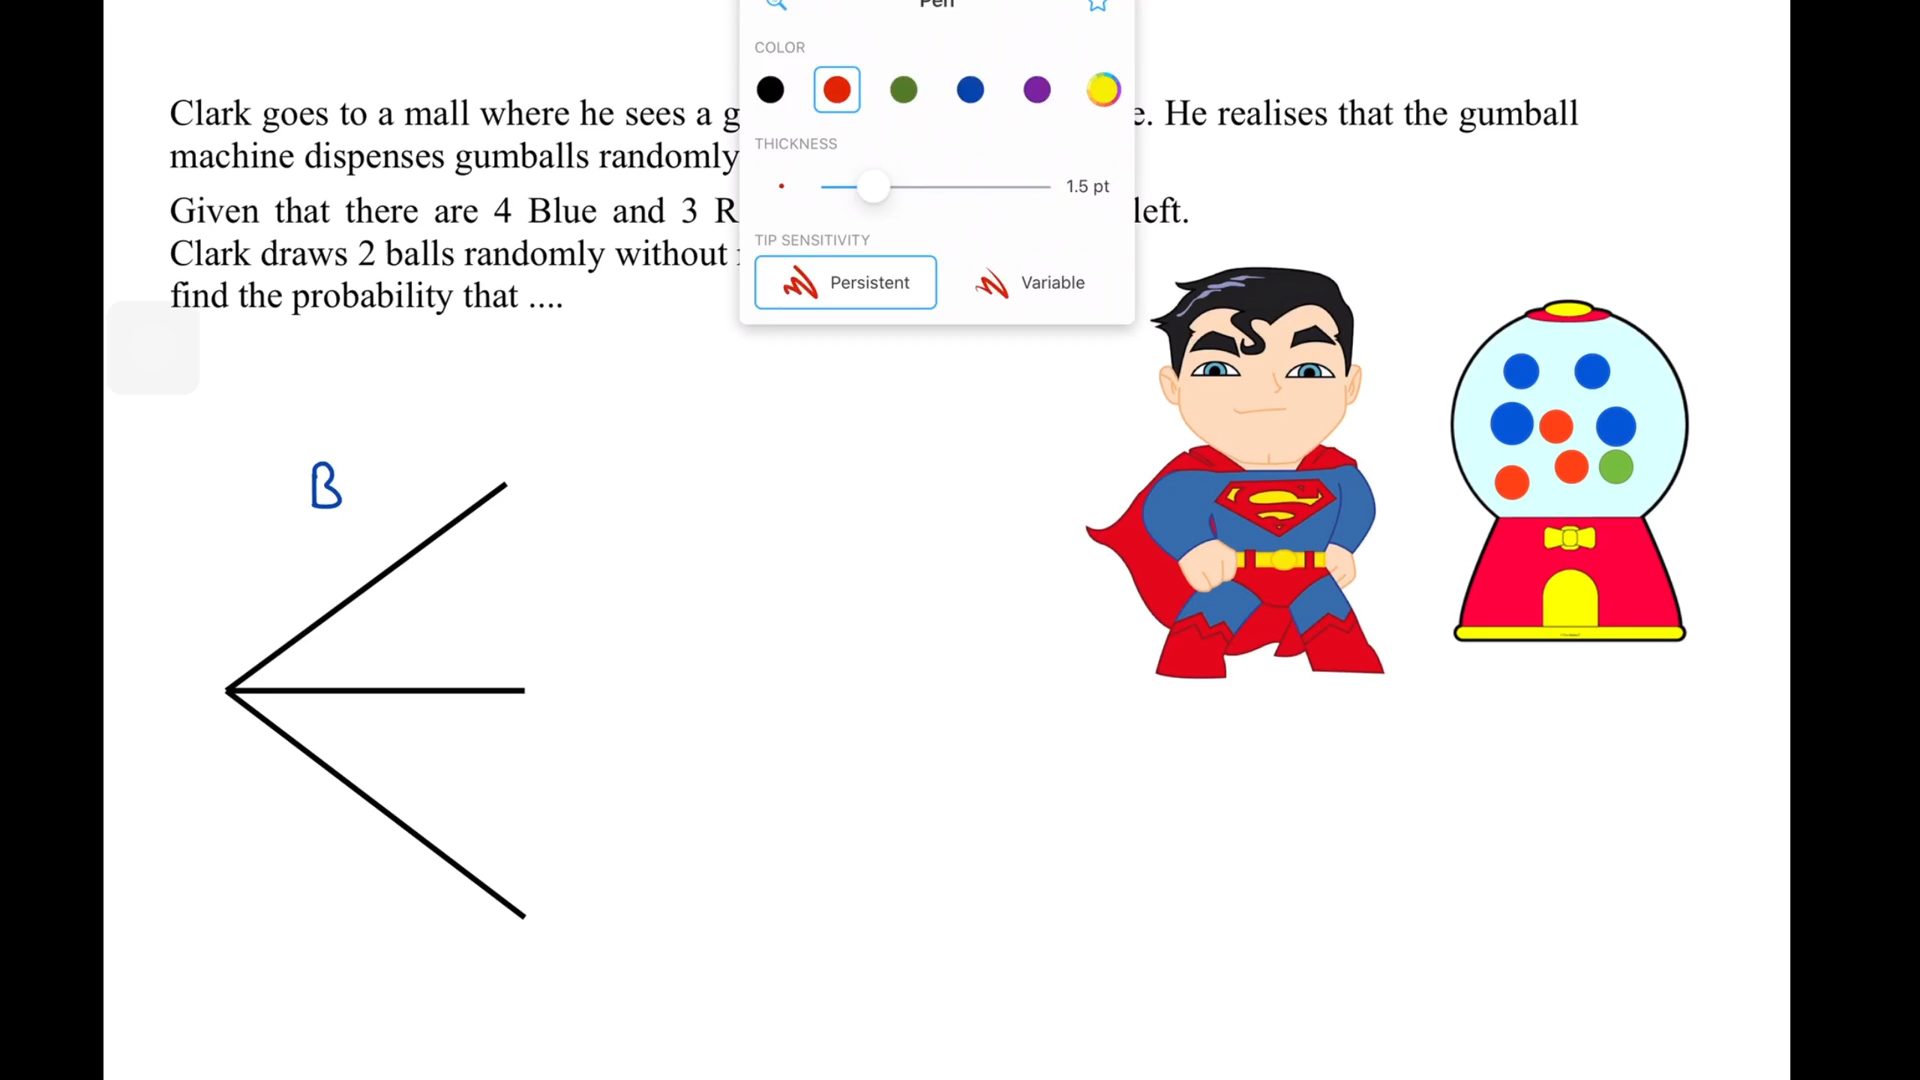 Pen
COLOR
Clark goes to a mall where he sees a g
e. He realises that the gumball
machine dispenses gumballs randomly
THICKNESS
1.5 pt
Given that there are 4 Blue and 3 R
left.
Clark draws 2 balls randomly without
TIP SENSITIVITY
Persistent
Variable
find the probability that ....
B